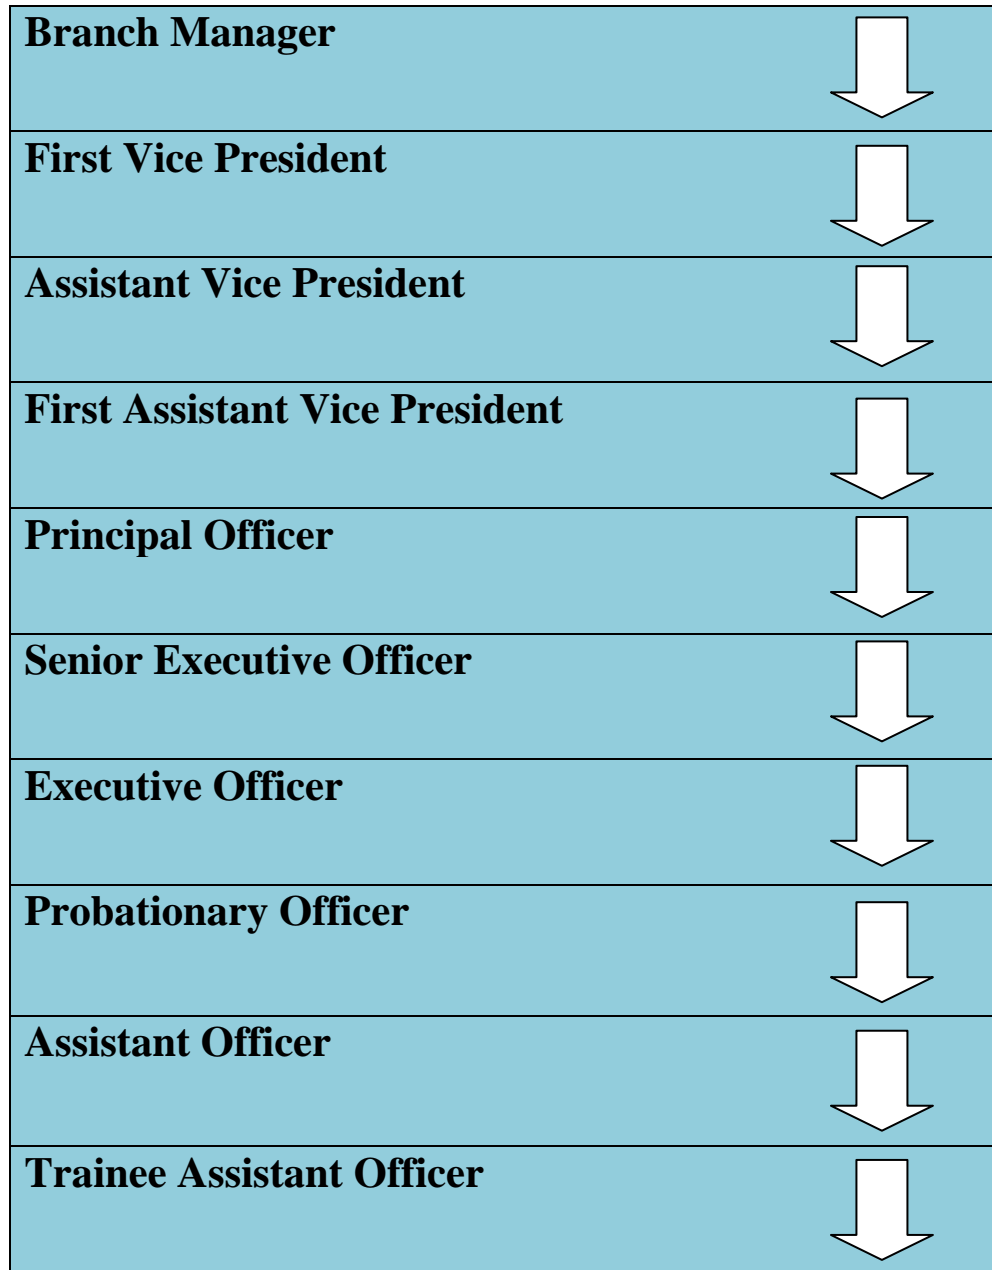 Branch Manager
First Vice President
Assistant Vice President
First Assistant Vice President
Principal Officer
Senior Executive Officer
Executive Officer
Probationary Officer
Assistant Officer
Trainee Assistant Officer